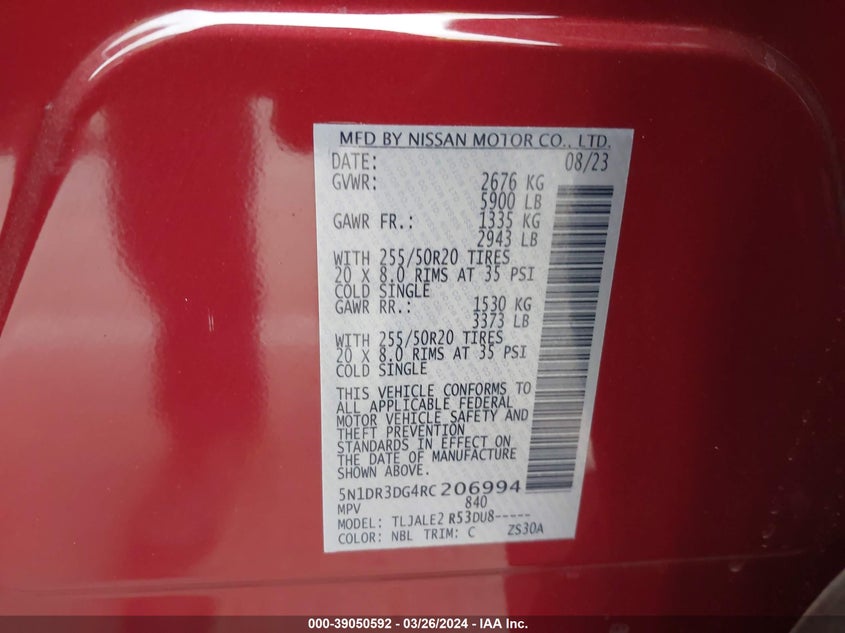 MFD BY NISSAN MOTOR CO., LTD.
DATE: 08/23
GVWR: 2676 KG
5900 LB
GAWR FR.: 1335 KG
2943 LB
WITH 255/50R20 TIRES
20 X 8.0 RIMS AT 35 PSI
COLD SINGLE
GAWR RR.: 1530 KG
3373 LB
WITH 255/50R20 TIRES
20 X 8.0 RIMS AT 35 PSI
COLD SINGLE
THIS VEHICLE CONFORMS TO
ALL APPLICABLE FEDERAL
MOTOR VEHICLE SAFETY AND
THEFT PREVENTION
STANDARDS IN EFFECT ON
THE DATE OF MANUFACTURE
SHOWN ABOVE.
5N1DR3DG4RC206994
MPV 840
MODEL: TLJALE2 R53DU8-----
COLOR: NBL TRIM: C ZS30A
000-39050592 - 03/26/2024 - IAA Inc.